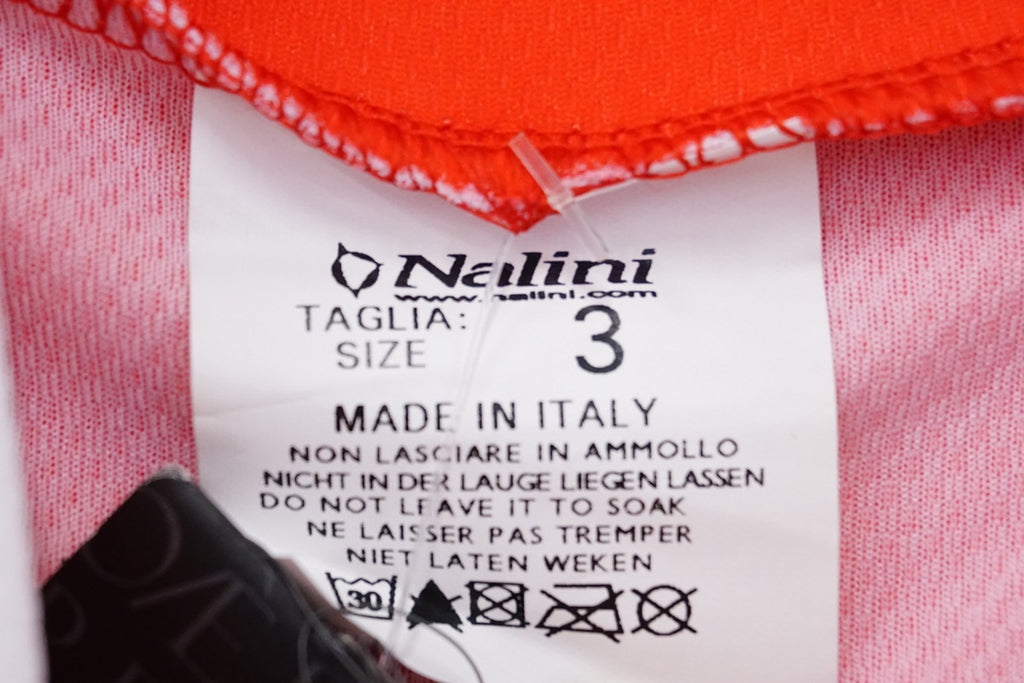 Nalini
www.nalini.com
TAGLIA: 3
SIZE
MADE IN ITALY
NON LASCIARE IN AMMOLLO
NICHT IN DER LAUGE LIEGEN LASSEN
DO NOT LEAVE IT TO SOAK
NE LAISSER PAS TREMPER
NIET LATEN WEKEN
30